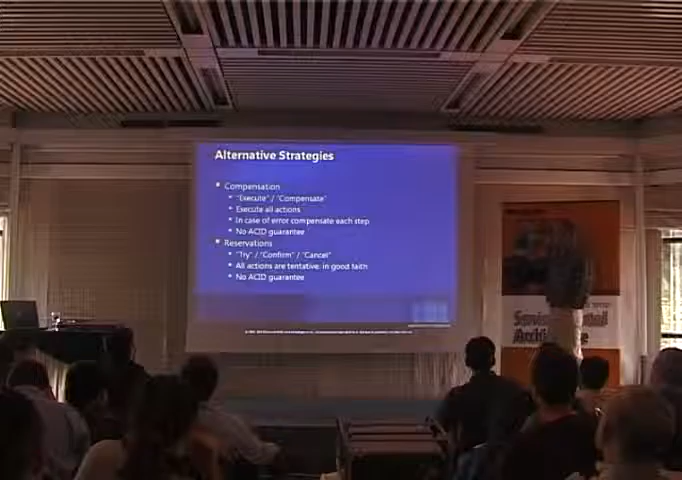 Alternative Strategies
Compensation
"Execute" / "Compensate"
Execute all actions
In case of error compensate each step
No ACID guarantee
Reservations
"Try" / "Confirm" / "Cancel"
All actions are tentative, in good faith
No ACID guarantee